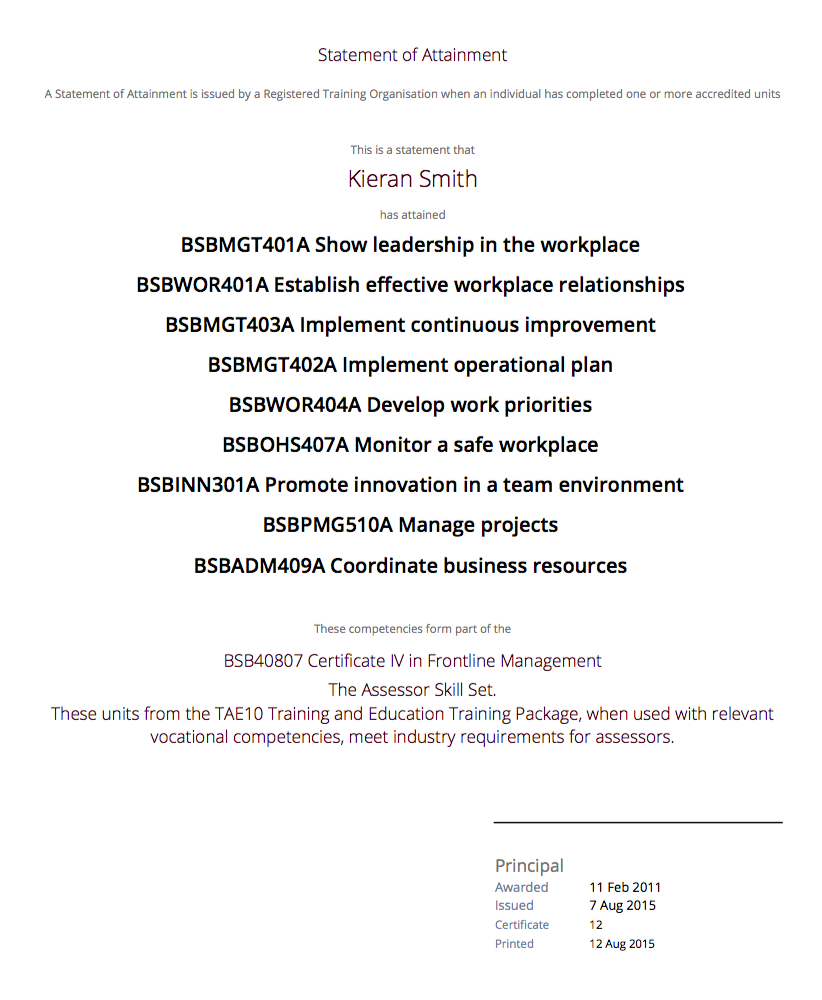 Statement of Attainment
A Statement of Attainment is issued by a Registered Training Organisation when an individual has completed one or more accredited units
This is a statement that
Kieran Smith
has attained
BSBMGT401A Show leadership in the workplace
BSBWOR401A Establish effective workplace relationships
BSBMGT403A Implement continuous improvement
BSBMGT402A Implement operational plan
BSBWOR404A Develop work priorities
BSBOHS407A Monitor a safe workplace
BSBINN301A Promote innovation in a team environment
BSBPMG510A Manage projects
BSBADM409A Coordinate business resources
These competencies form part of the
BSB40807 Certificate IV in Frontline Management
The Assessor Skill Set.
These units from the TAE10 Training and Education Training Package, when used with relevant
vocational competencies, meet industry requirements for assessors.
Principal
Awarded 11 Feb 2011
Issued 7 Aug 2015
Certificate 12
Printed 12 Aug 2015